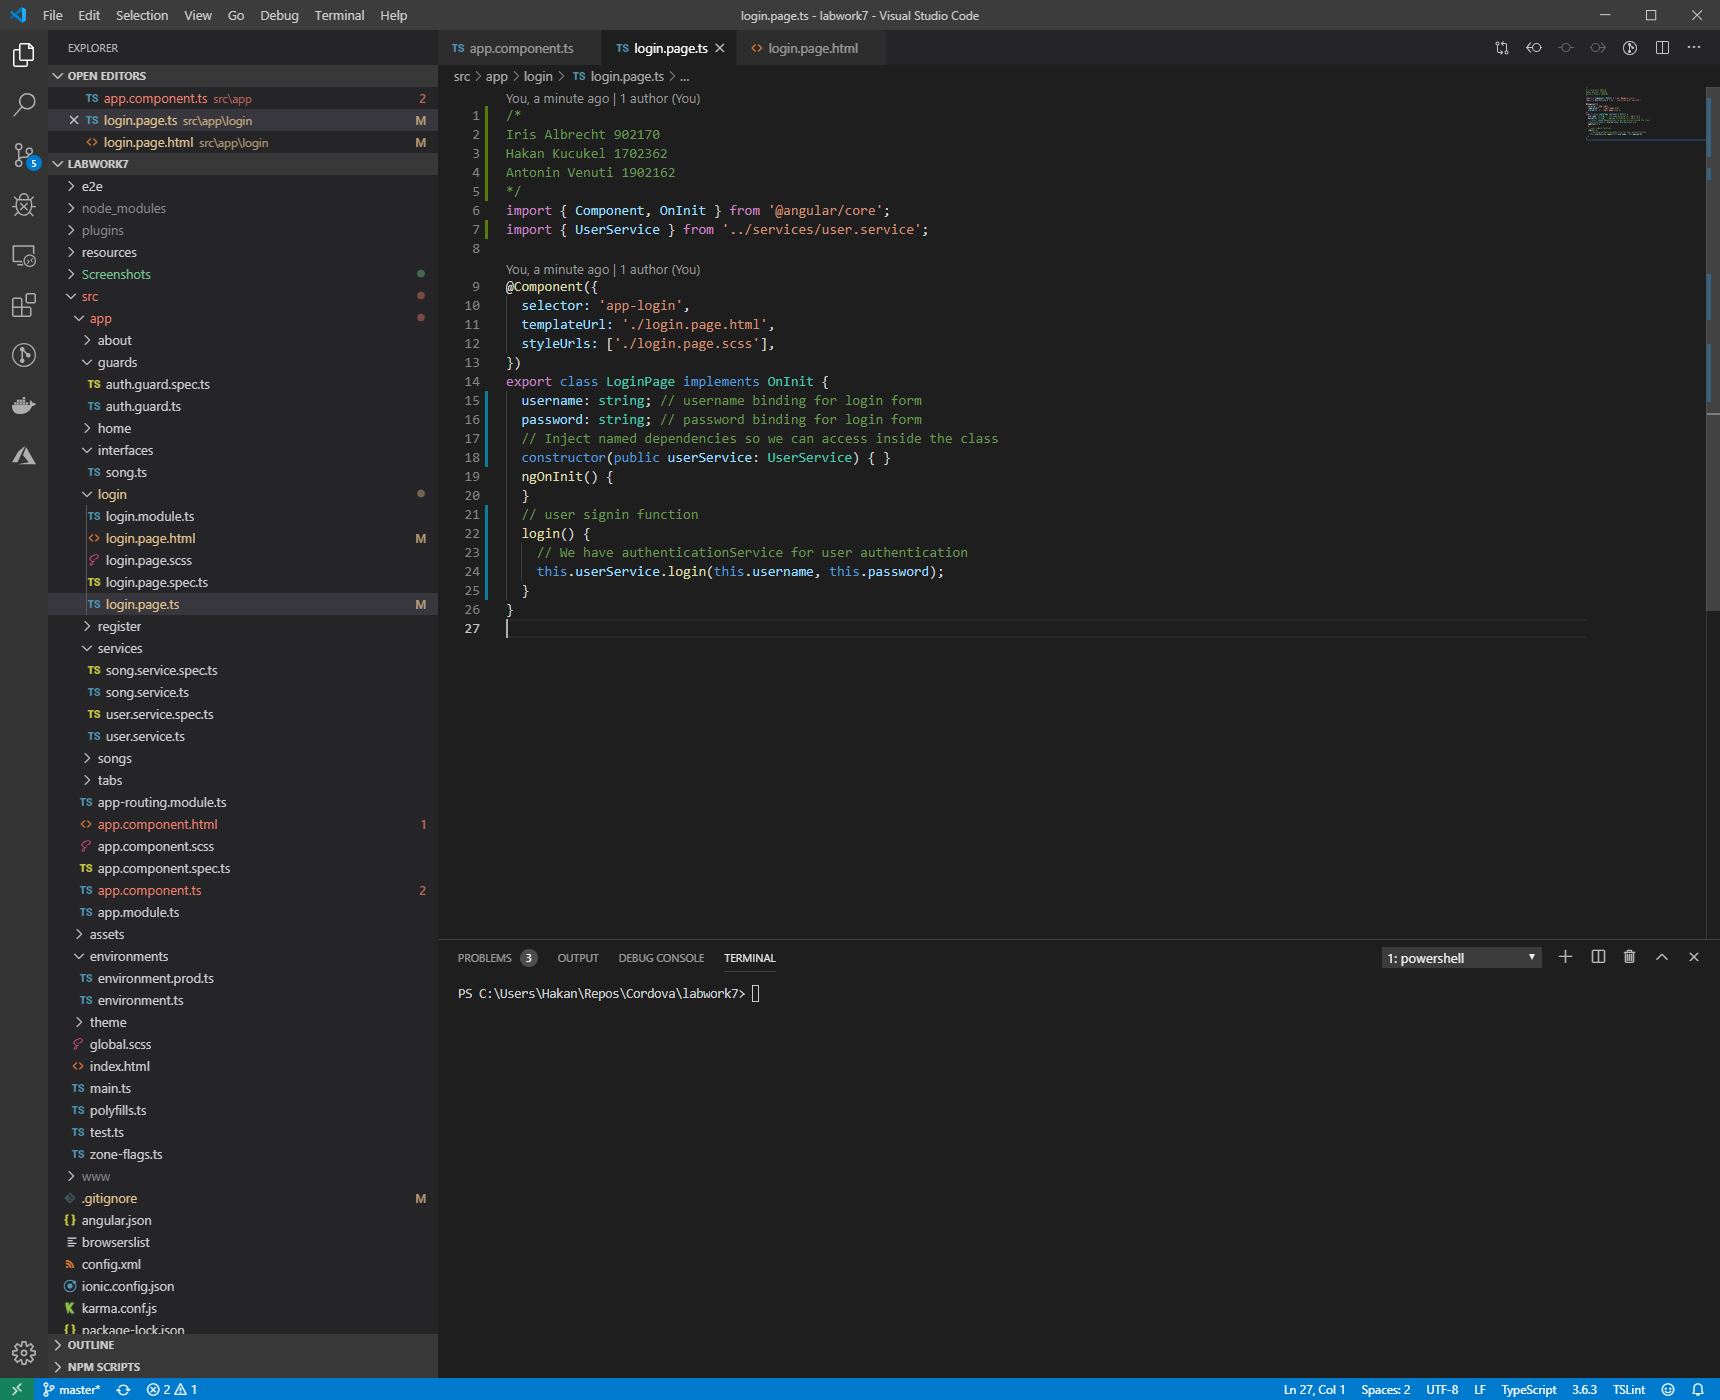 File Edit Selection View Go Debug Terminal Help
login.page.ts - labwork7 - Visual Studio Code
EXPLORER
OPEN EDITORS
TS app.component.ts src\app 2
TS login.page.ts src\app\login M
<> login.page.html src\app\login M
LABWORK7
e2e
node_modules
plugins
resources
Screenshots
src
app
about
guards
TS auth.guard.spec.ts
TS auth.guard.ts
home
interfaces
TS song.ts
login
TS login.module.ts
<> login.page.html M
login.page.scss
TS login.page.spec.ts
TS login.page.ts M
register
services
TS song.service.spec.ts
TS song.service.ts
TS user.service.spec.ts
TS user.service.ts
songs
tabs
TS app-routing.module.ts
<> app.component.html 1
app.component.scss
TS app.component.spec.ts
TS app.component.ts 2
TS app.module.ts
assets
environments
TS environment.prod.ts
TS environment.ts
theme
global.scss
<> index.html
TS main.ts
TS polyfills.ts
TS test.ts
TS zone-flags.ts
www
.gitignore M
{} angular.json
browserslist
config.xml
ionic.config.json
K karma.conf.js
{} package-lock.json
OUTLINE
NPM SCRIPTS
5
TS app.component.ts TS login.page.ts <> login.page.html
src > app > login > TS login.page.ts > ...
You, a minute ago | 1 author (You)
1 /*
2 Iris Albrecht 902170
3 Hakan Kucukel 1702362
4 Antonin Venuti 1902162
5 */
6 import { Component, OnInit } from '@angular/core';
7 import { UserService } from '../services/user.service';
8
You, a minute ago | 1 author (You)
9 @Component({
10 selector: 'app-login',
11 templateUrl: './login.page.html',
12 styleUrls: ['./login.page.scss'],
13 })
14 export class LoginPage implements OnInit {
15 username: string; // username binding for login form
16 password: string; // password binding for login form
17 // Inject named dependencies so we can access inside the class
18 constructor(public userService: UserService) { }
19 ngOnInit() {
20 }
21 // user signin function
22 login() {
23 // We have authenticationService for user authentication
24 this.userService.login(this.username, this.password);
25 }
26 }
27
PROBLEMS 3 OUTPUT DEBUG CONSOLE TERMINAL
1: powershell
PS C:\Users\Hakan\Repos\Cordova\labwork7>
master* 2 1
Ln 27, Col 1 Spaces: 2 UTF-8 LF TypeScript 3.6.3 TSLint